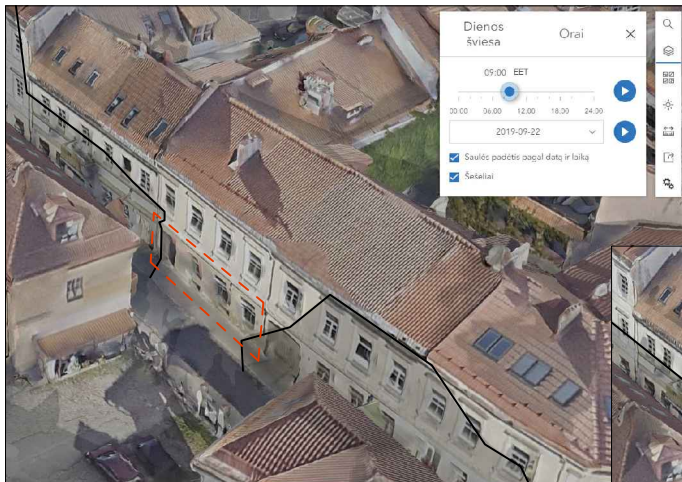 Dienos
šviesa
Orai
09:00 EET
00:00 06:00 12:00 18:00 24:00
2019-09-22
Saulės padėtis pagal datą ir laiką
Šešėliai